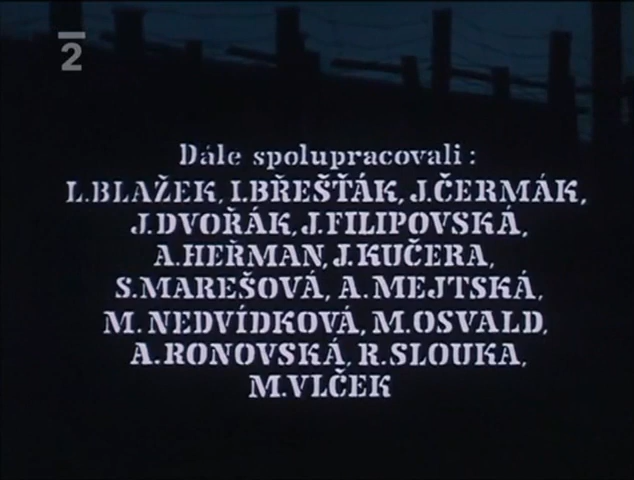 2
Dále spolupracovali:
L.BLAŽEK, I.BŘEŠŤÁK, J.ČERMÁK,
J.DVOŘÁK, J.FILIPOVSKÁ,
A.HEŘMAN, J.KUČERA,
S.MAREŠOVÁ, A.MEJTSKÁ,
M.NEDVÍDKOVÁ, M.OSVALD,
A.RONOVSKÁ, R.SLOUKA,
M.VLČEK